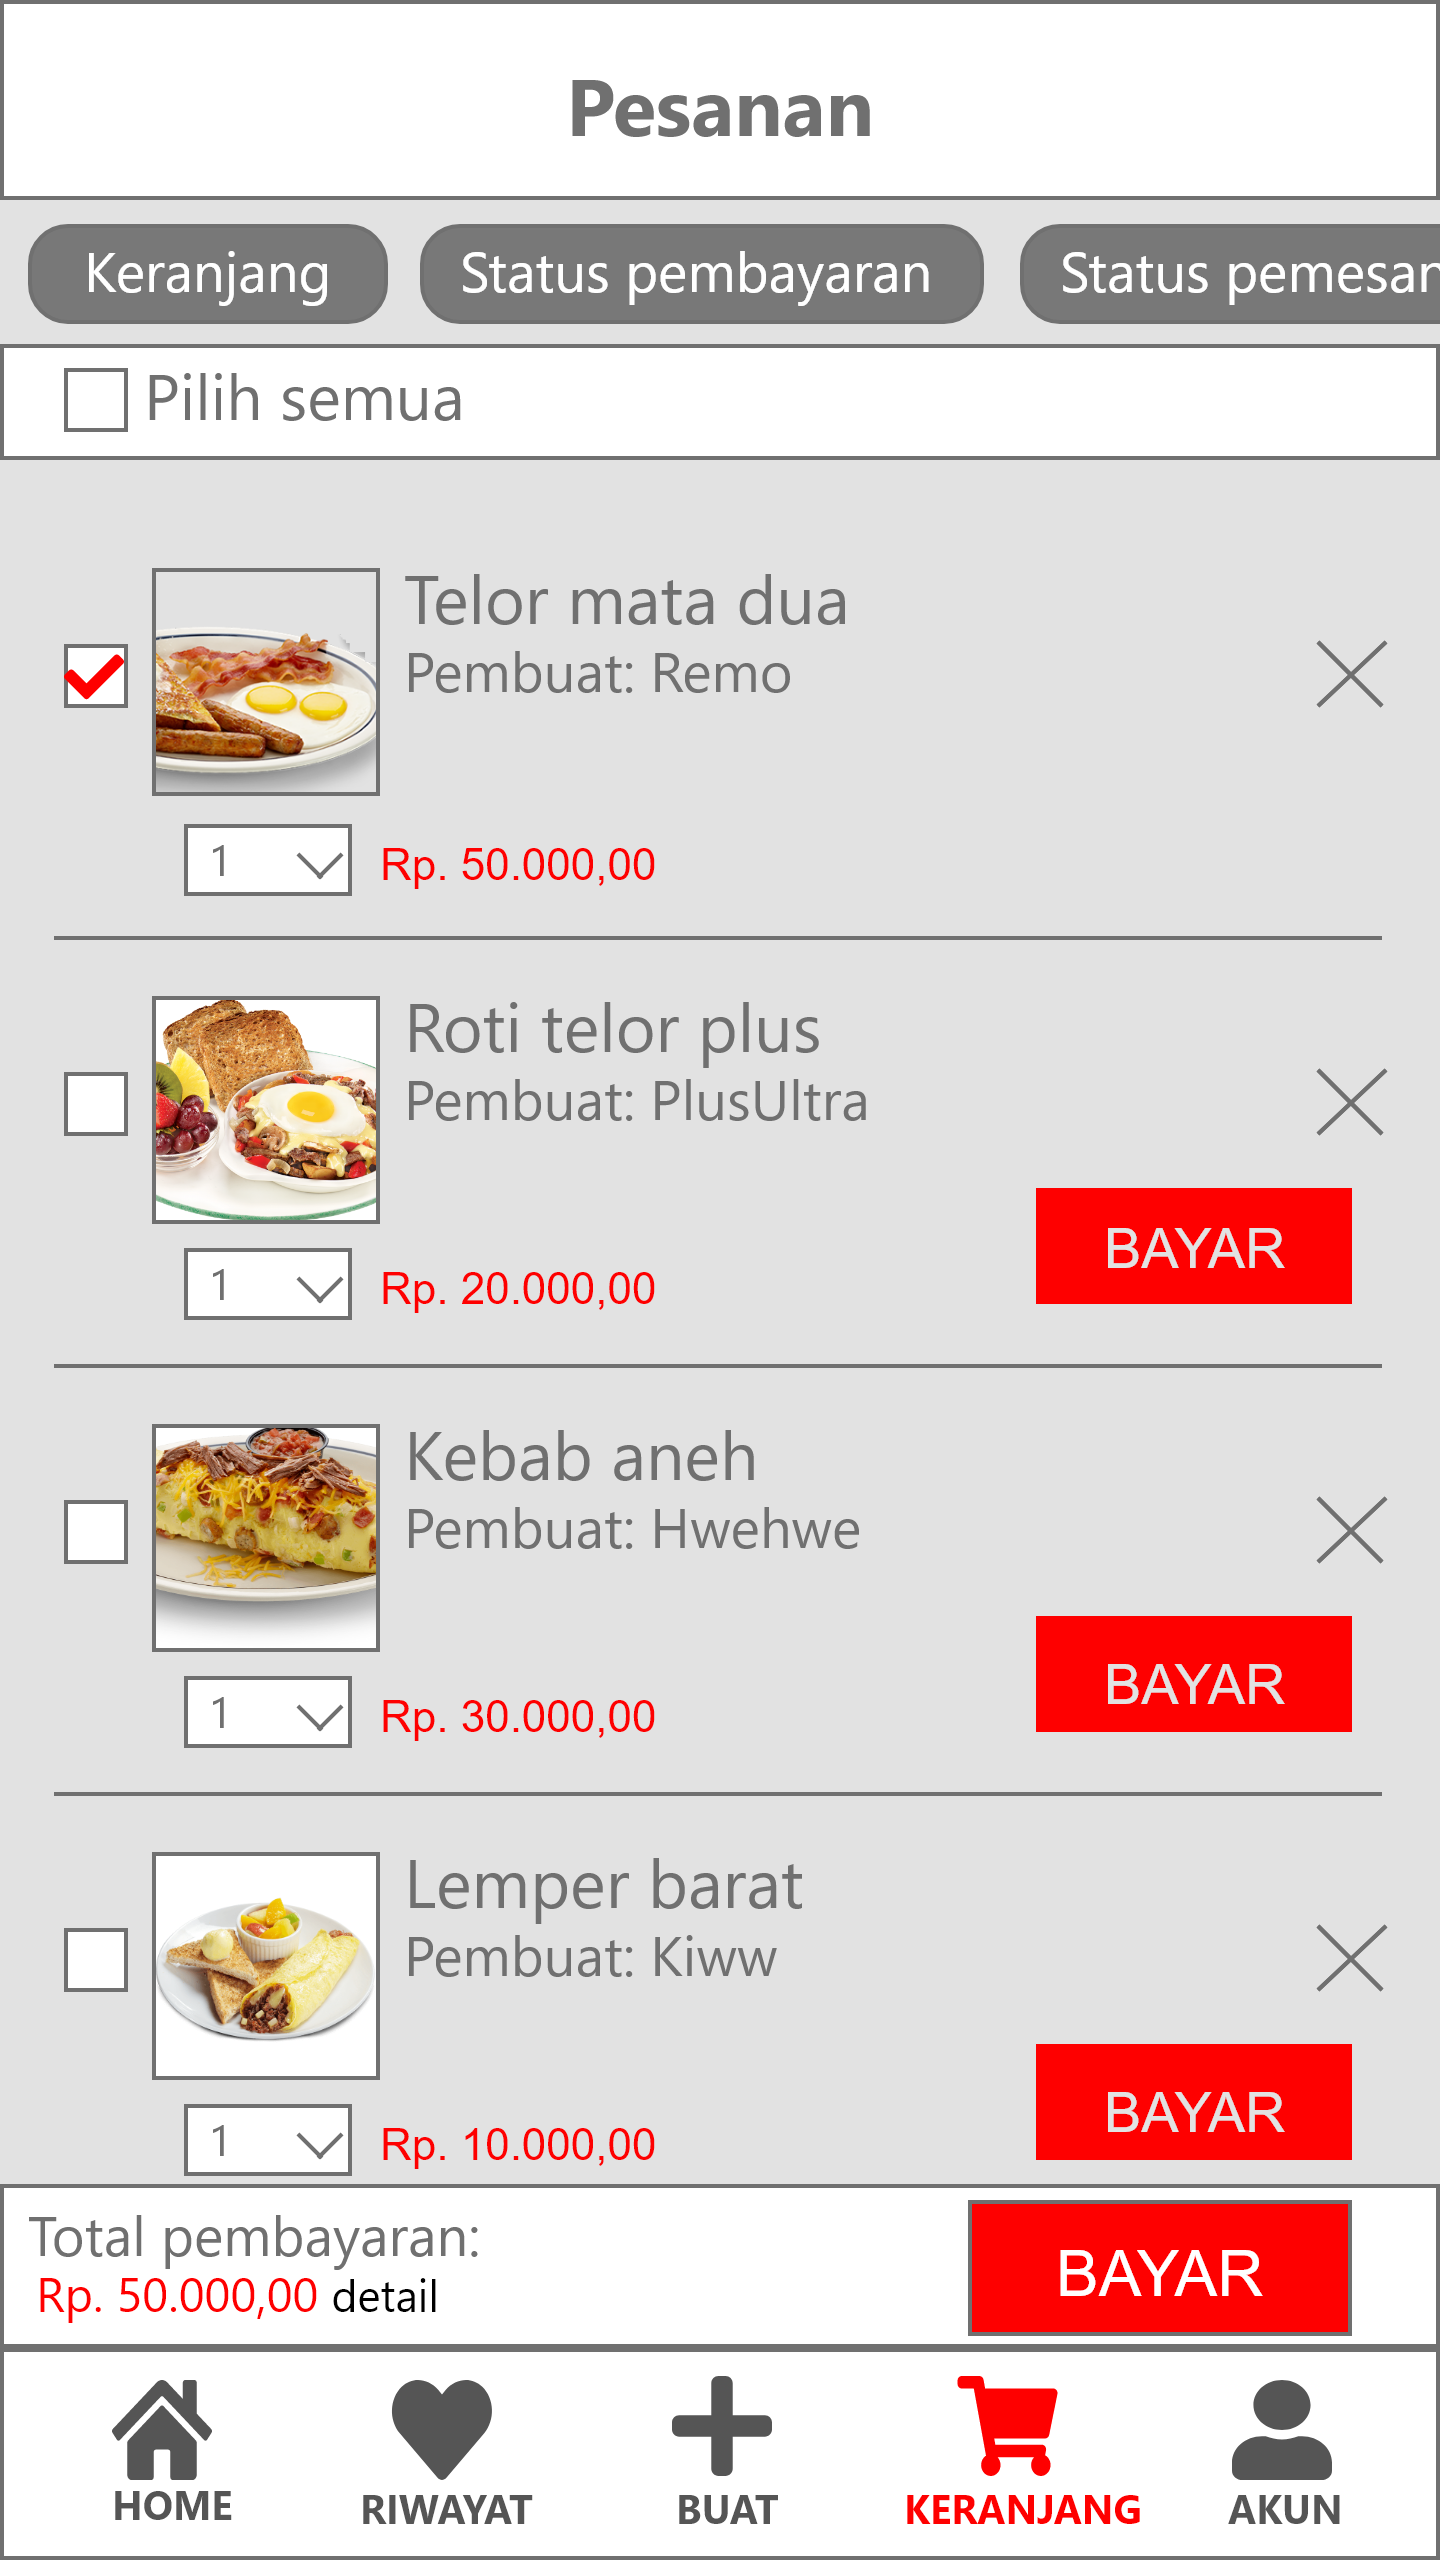 Pesanan
Keranjang
Status pembayaran
Status pemesan
Pilih semua
Telor mata dua
Pembuat: Remo
1
Rp. 50.000,00
Roti telor plus
Pembuat: PlusUltra
BAYAR
1
Rp. 20.000,00
Kebab aneh
Pembuat: Hwehwe
BAYAR
1
Rp. 30.000,00
Lemper barat
Pembuat: Kiww
BAYAR
1
Rp. 10.000,00
Total pembayaran:
Rp. 50.000,00 detail
BAYAR
HOME
RIWAYAT
BUAT
KERANJANG
AKUN